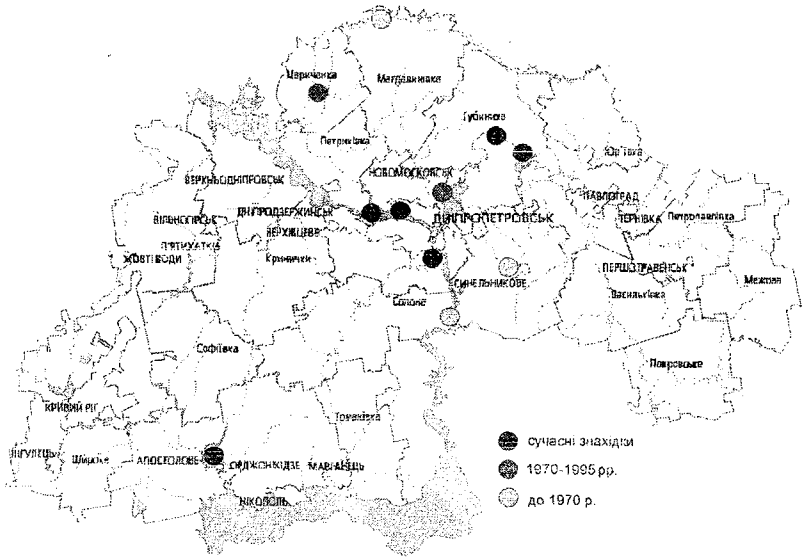 Царичанка
Магдалинівка
Губиниха
Петриківка
Юр'ївка
НОВОМОСКОВСЬК
ВЕРХНЬОДНІПРОВСЬК
ПАВЛОГРАД
ДНІПРОДЗЕРЖИНСЬК
ДНІПРОПЕТРОВСЬК
ТЕРНІВКА
Петропавлівка
ВІЛЬНОГІРСЬК
ВЕРХІВЦЕВЕ
П'ЯТИХАТКИ
ЖОВТІ ВОДИ
Кринички
ПЕРШОТРАВЕНСЬК
СИНЕЛЬНИКОВЕ
Межова
Васильківка
Солоне
Софіївка
Покровське
КРИВИЙ РІГ
Томаківка
ІНГУЛЕЦЬ
Широке
АПОСТОЛОВЕ
ОРДЖОНІКІДЗЕ
МАРГАНЕЦЬ
НІКОПОЛЬ
сучасні знахідки
1970-1995 рр.
до 1970 р.